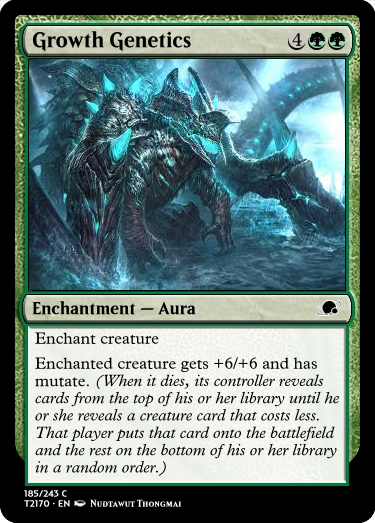 Growth Genetics 4
Enchantment — Aura
Enchant creature
Enchanted creature gets +6/+6 and has
mutate. (When it dies, its controller reveals
cards from the top of his or her library until he
or she reveals a creature card that costs less.
That player puts that card onto the battlefield
and the rest on the bottom of his or her library
in a random order.)
185/243 C
T2170 • EN Nudtawut Thongmai